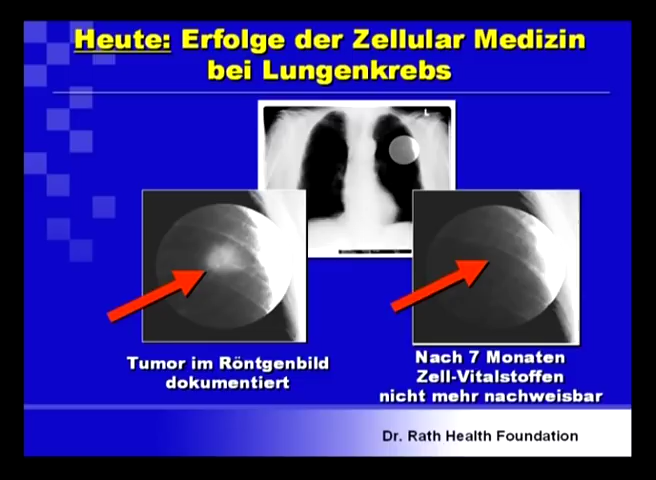 Heute: Erfolge der Zellular Medizin
bei Lungenkrebs
L
Tumor im Röntgenbild
dokumentiert
Nach 7 Monaten
Zell-Vitalstoffen
nicht mehr nachweisbar
Dr. Rath Health Foundation